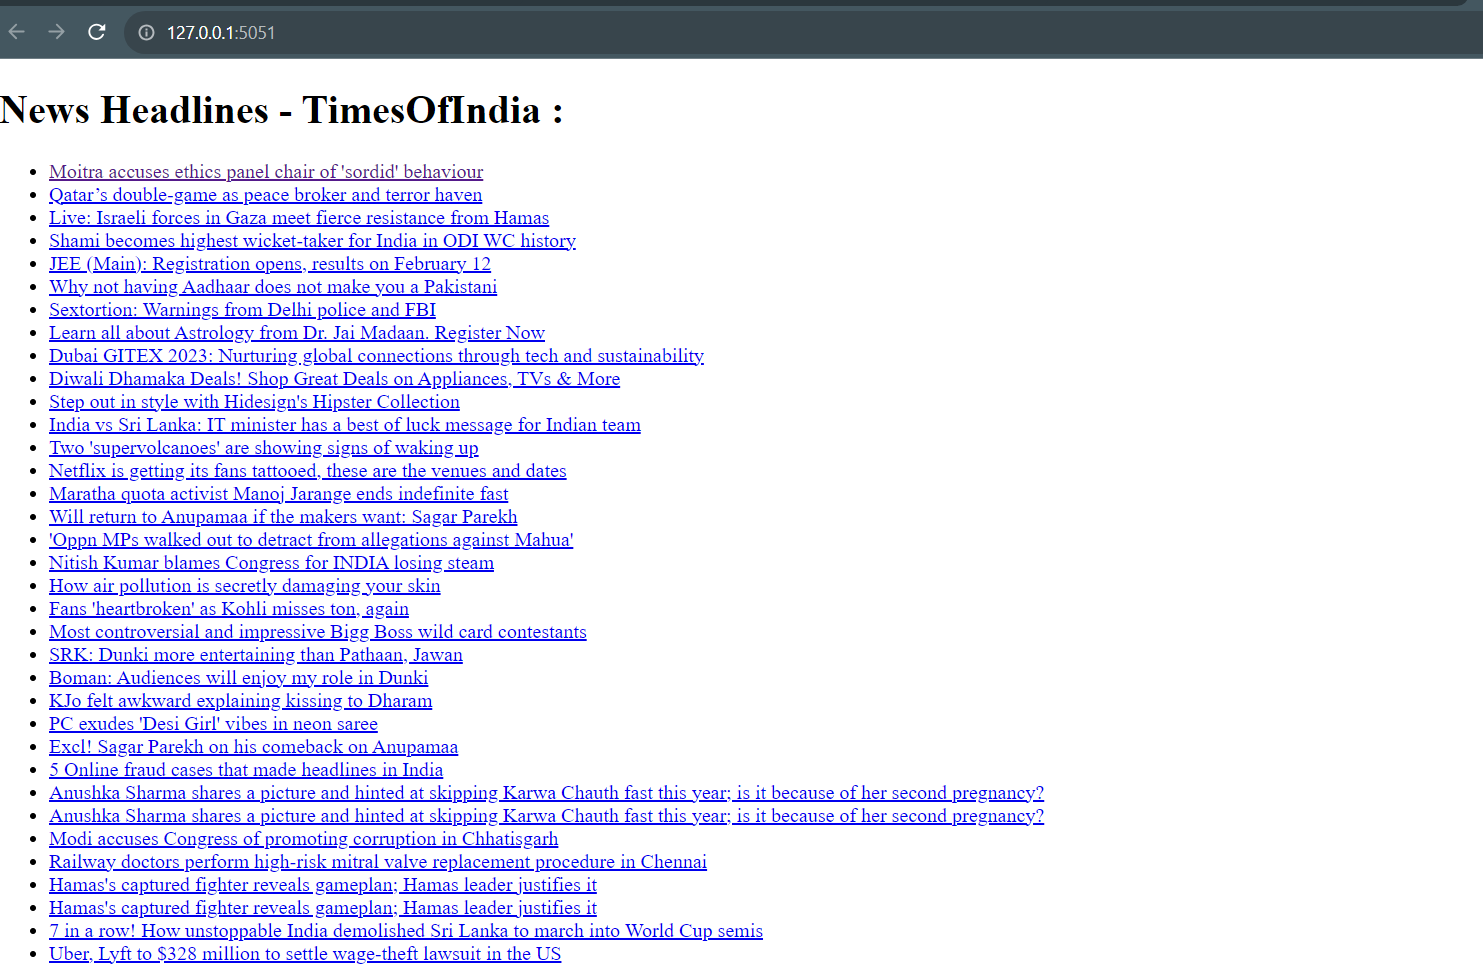 127.0.0.1:5051
News Headlines - TimesOfIndia :
Moitra accuses ethics panel chair of 'sordid' behaviour
Qatar’s double-game as peace broker and terror haven
Live: Israeli forces in Gaza meet fierce resistance from Hamas
Shami becomes highest wicket-taker for India in ODI WC history
JEE (Main): Registration opens, results on February 12
Why not having Aadhaar does not make you a Pakistani
Sextortion: Warnings from Delhi police and FBI
Learn all about Astrology from Dr. Jai Madaan. Register Now
Dubai GITEX 2023: Nurturing global connections through tech and sustainability
Diwali Dhamaka Deals! Shop Great Deals on Appliances, TVs & More
Step out in style with Hidesign's Hipster Collection
India vs Sri Lanka: IT minister has a best of luck message for Indian team
Two 'supervolcanoes' are showing signs of waking up
Netflix is getting its fans tattooed, these are the venues and dates
Maratha quota activist Manoj Jarange ends indefinite fast
Will return to Anupamaa if the makers want: Sagar Parekh
'Oppn MPs walked out to detract from allegations against Mahua'
Nitish Kumar blames Congress for INDIA losing steam
How air pollution is secretly damaging your skin
Fans 'heartbroken' as Kohli misses ton, again
Most controversial and impressive Bigg Boss wild card contestants
SRK: Dunki more entertaining than Pathaan, Jawan
Boman: Audiences will enjoy my role in Dunki
KJo felt awkward explaining kissing to Dharam
PC exudes 'Desi Girl' vibes in neon saree
Excl! Sagar Parekh on his comeback on Anupamaa
5 Online fraud cases that made headlines in India
Anushka Sharma shares a picture and hinted at skipping Karwa Chauth fast this year; is it because of her second pregnancy?
Anushka Sharma shares a picture and hinted at skipping Karwa Chauth fast this year; is it because of her second pregnancy?
Modi accuses Congress of promoting corruption in Chhatisgarh
Railway doctors perform high-risk mitral valve replacement procedure in Chennai
Hamas's captured fighter reveals gameplan; Hamas leader justifies it
Hamas's captured fighter reveals gameplan; Hamas leader justifies it
7 in a row! How unstoppable India demolished Sri Lanka to march into World Cup semis
Uber, Lyft to $328 million to settle wage-theft lawsuit in the US